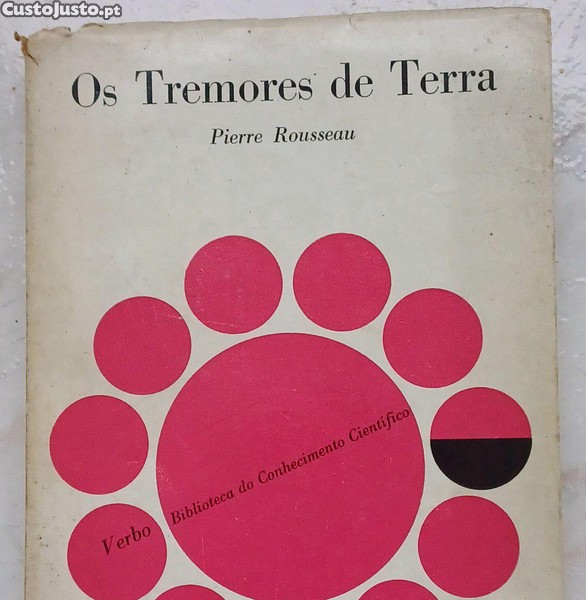 CustoJusto.pt
Os Tremores de Terra
Pierre Rousseau
Verbo Biblioteca do Conhecimento Científico